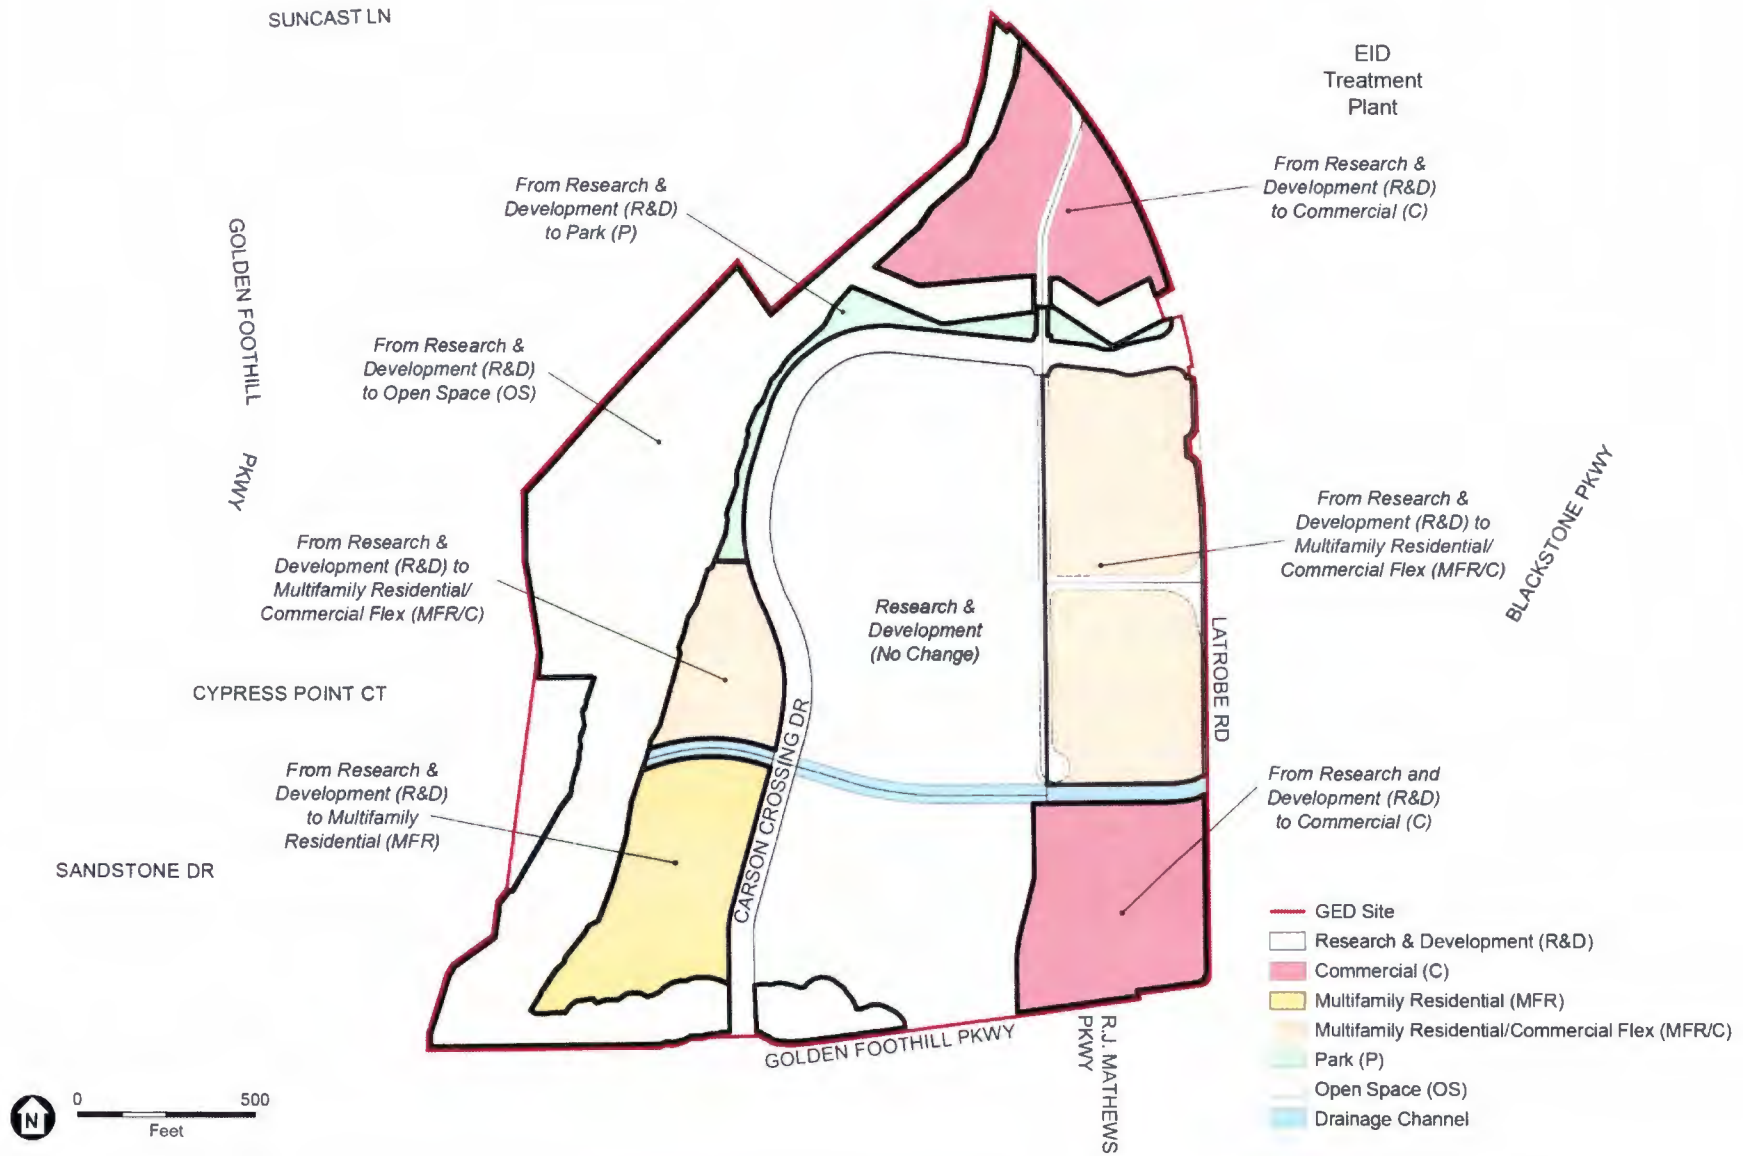 SUNCAST LN
EID
Treatment
Plant
From Research &
Development (R&D)
to Commercial (C)
From Research &
Development (R&D)
to Park (P)
GOLDEN FOOTHILL
PKWY
From Research &
Development (R&D)
to Open Space (OS)
From Research &
Development (R&D) to
Multifamily Residential/
Commercial Flex (MFR/C)
BLACKSTONE PKWY
From Research &
Development (R&D) to
Multifamily Residential/
Commercial Flex (MFR/C)
Research &
Development
(No Change)
LATROBE RD
CYPRESS POINT CT
CARSON CROSSING DR
From Research &
Development (R&D)
to Multifamily
Residential (MFR)
From Research and
Development (R&D)
to Commercial (C)
SANDSTONE DR
GOLDEN FOOTHILL PKWY
R.J. MATHEWS
PKWY
GED Site
Research & Development (R&D)
Commercial (C)
Multifamily Residential (MFR)
Multifamily Residential/Commercial Flex (MFR/C)
Park (P)
Open Space (OS)
Drainage Channel
N
0 500
Feet